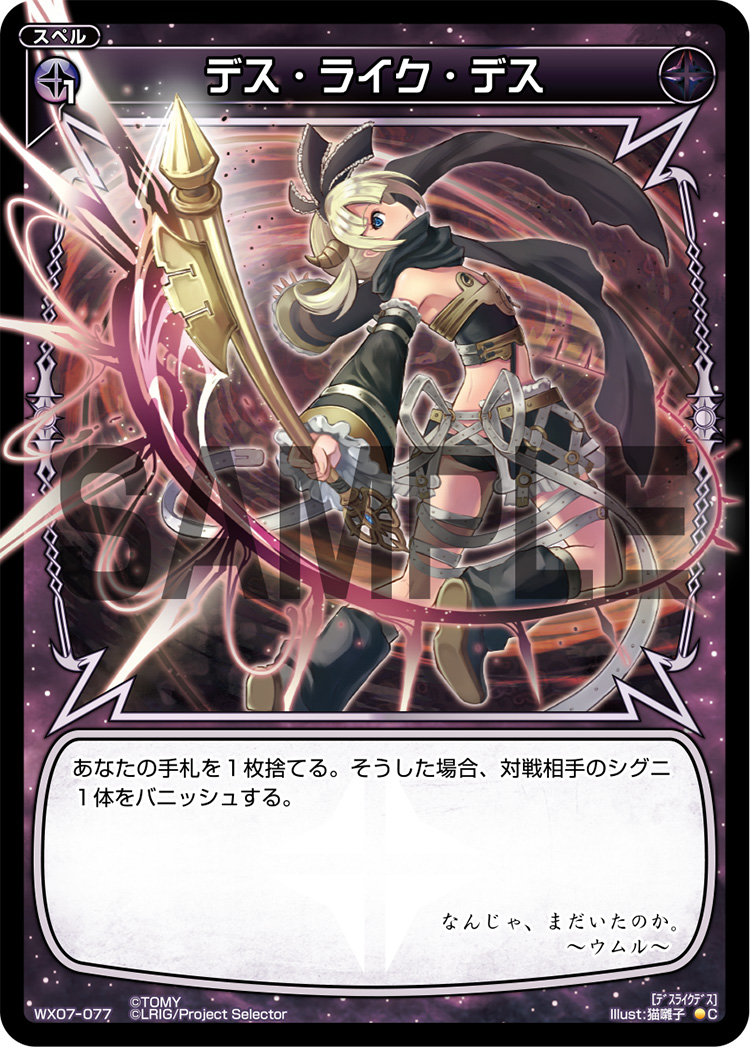 スペル
1
デス・ライク・デス
SAMPLE
あなたの手札を１枚捨てる。そうした場合、対戦相手のシグニ
１体をバニッシュする。
なんじゃ、まだいたのか。
～ウムル～
WX07-077
©TOMY
©LRIG/Project Selector
[ﾃﾞｽﾗｲｸﾃﾞｽ]
Illust:猫囃子 C